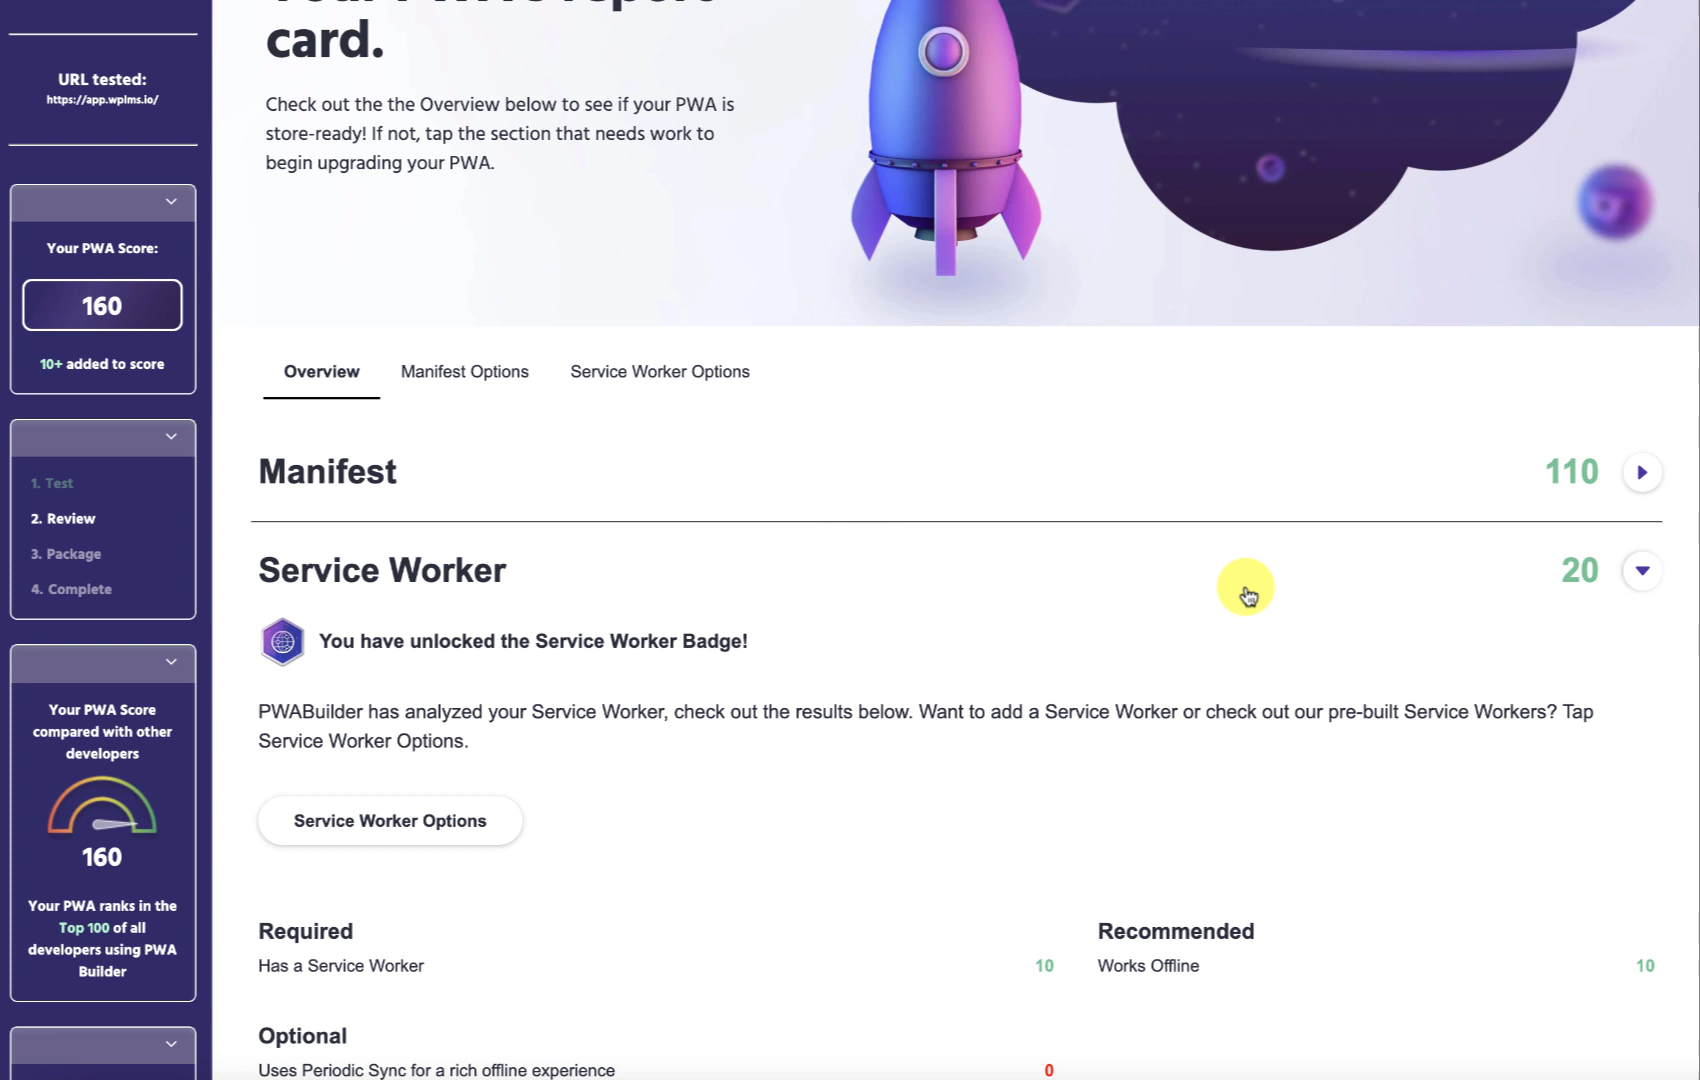 URL tested:
https://app.wplms.io/
Your PWA Score:
160
10+ added to score
1. Test
2. Review
3. Package
4. Complete
Your PWA Score
compared with other
developers
160
Your PWA ranks in the
Top 100 of all
developers using PWA
Builder
card.
Check out the the Overview below to see if your PWA is
store-ready! If not, tap the section that needs work to
begin upgrading your PWA.
Overview Manifest Options Service Worker Options
Manifest 110
Service Worker 20
You have unlocked the Service Worker Badge!
PWABuilder has analyzed your Service Worker, check out the results below. Want to add a Service Worker or check out our pre-built Service Workers? Tap
Service Worker Options.
Service Worker Options
Required
Has a Service Worker 10
Recommended
Works Offline 10
Optional
Uses Periodic Sync for a rich offline experience 0